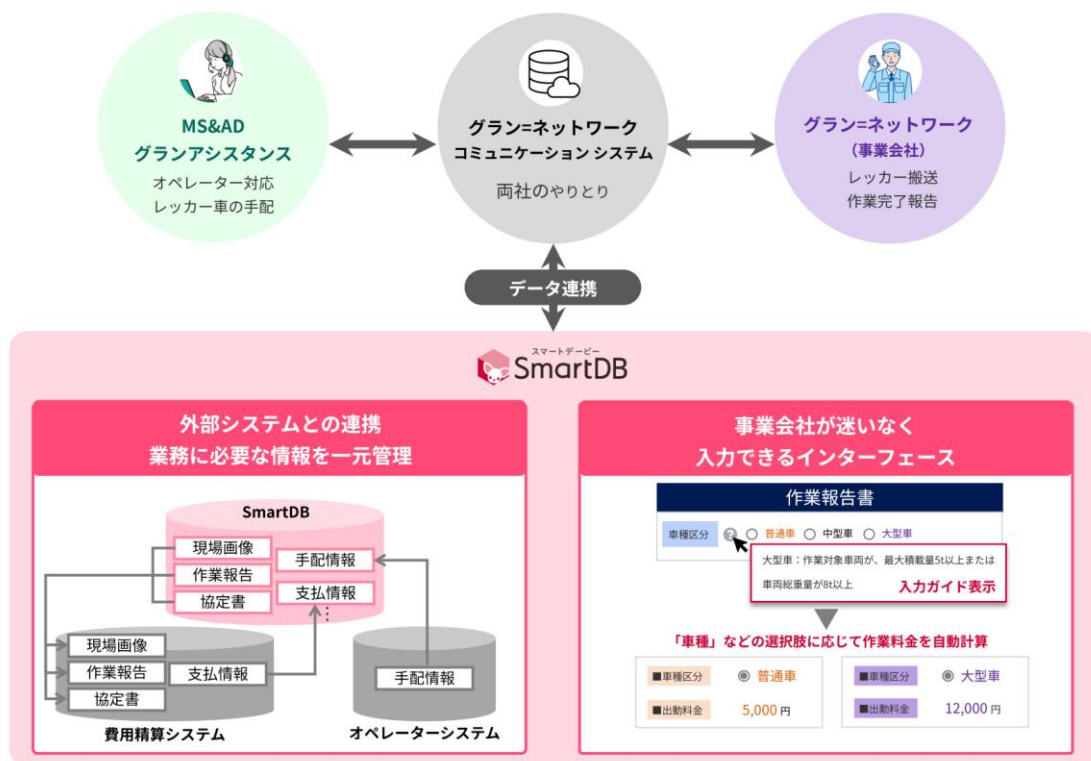 MS&AD
グランアシスタンス
オペレーター対応
レッカー車の手配
グラン=ネットワーク
コミュニケーション システム
両社のやりとり
グラン=ネットワーク
（事業会社）
レッカー搬送
作業完了報告
データ連携
スマートデービー
SmartDB
外部システムとの連携
業務に必要な情報を一元管理
SmartDB
現場画像
作業報告
協定書
手配情報
支払情報
⋮
現場画像
作業報告
協定書
支払情報
手配情報
費用精算システム
オペレーターシステム
事業会社が迷いなく
入力できるインターフェース
作業報告書
車種区分 ? 普通車 中型車 大型車
大型車：作業対象車両が、最大積載量5t以上または
車両総重量が8t以上
入力ガイド表示
「車種」などの選択肢に応じて作業料金を自動計算
■車種区分 普通車
■出動料金 5,000 円
■車種区分 大型車
■出動料金 12,000 円